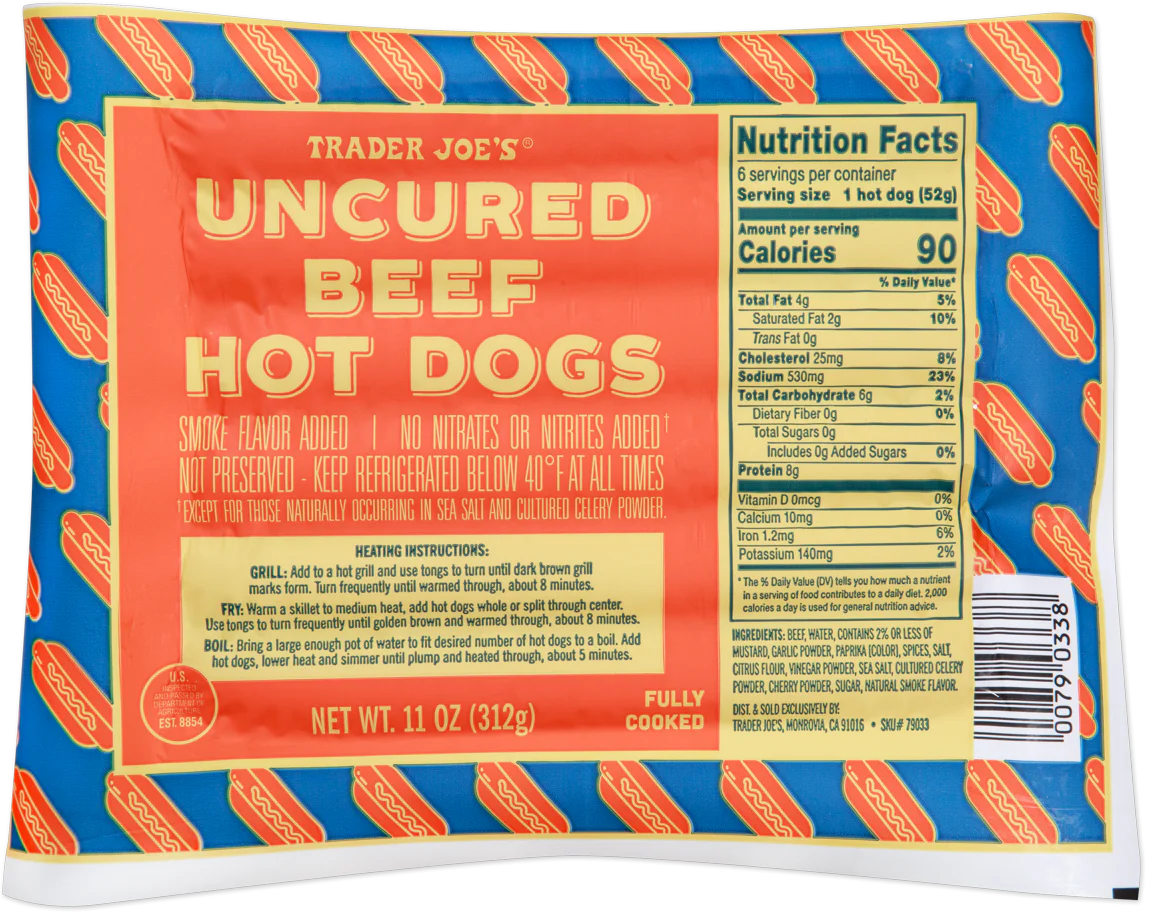 TRADER JOE'S®
UNCURED
BEEF
HOT DOGS
SMOKE FLAVOR ADDED | NO NITRATES OR NITRITES ADDED†
NOT PRESERVED - KEEP REFRIGERATED BELOW 40°F AT ALL TIMES
†EXCEPT FOR THOSE NATURALLY OCCURRING IN SEA SALT AND CULTURED CELERY POWDER.
HEATING INSTRUCTIONS:
GRILL: Add to a hot grill and use tongs to turn until dark brown grill
marks form. Turn frequently until warmed through, about 8 minutes.
FRY: Warm a skillet to medium heat, add hot dogs whole or split through center.
Use tongs to turn frequently until golden brown and warmed through, about 8 minutes.
BOIL: Bring a large enough pot of water to fit desired number of hot dogs to a boil. Add
hot dogs, lower heat and simmer until plump and heated through, about 5 minutes.
U.S.
INSPECTED
AND PASSED BY
DEPARTMENT OF
AGRICULTURE
EST. 8854
NET WT. 11 OZ (312g)
FULLY
COOKED
Nutrition Facts
6 servings per container
Serving size 1 hot dog (52g)
Amount per serving
Calories 90
% Daily Value*
Total Fat 4g 5%
Saturated Fat 2g 10%
Trans Fat 0g
Cholesterol 25mg 8%
Sodium 530mg 23%
Total Carbohydrate 6g 2%
Dietary Fiber 0g 0%
Total Sugars 0g
Includes 0g Added Sugars 0%
Protein 8g
Vitamin D 0mcg 0%
Calcium 10mg 0%
Iron 1.2mg 6%
Potassium 140mg 2%
* The % Daily Value (DV) tells you how much a nutrient
in a serving of food contributes to a daily diet. 2,000
calories a day is used for general nutrition advice.
INGREDIENTS: BEEF, WATER, CONTAINS 2% OR LESS OF
MUSTARD, GARLIC POWDER, PAPRIKA [COLOR], SPICES, SALT,
CITRUS FLOUR, VINEGAR POWDER, SEA SALT, CULTURED CELERY
POWDER, CHERRY POWDER, SUGAR, NATURAL SMOKE FLAVOR.
DIST. & SOLD EXCLUSIVELY BY:
TRADER JOE'S, MONROVIA, CA 91016 • SKU# 79033
0079 0338